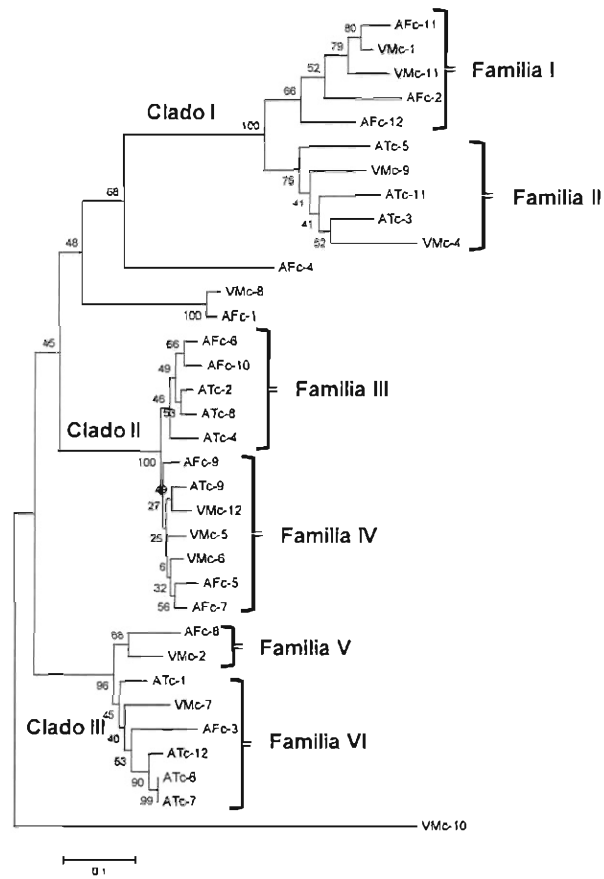 AFc-11
80
VMc-1
79
VMc-11
Familia I
52
AFc-2
66
Clado I
AFc-12
100
ATc-5
VMc-9
76
ATc-11
Familia II
41
ATc-3
41
VMc-4
62
68
AFc-4
48
VMc-8
100
AFc-1
45
AFc-6
66
AFc-10
49
ATc-2
Familia III
46
53
ATc-8
Clado II
ATc-4
100
AFc-9
ATc-9
27
VMc-12
VMc-5
Familia IV
25
VMc-6
6
AFc-5
32
56
AFc-7
AFc-8
68
Familia V
VMc-2
96
ATc-1
VMc-7
45
Clado III
AFc-3
40
Familia VI
63
ATc-12
90
ATc-6
99
ATc-7
VMc-10
0.1